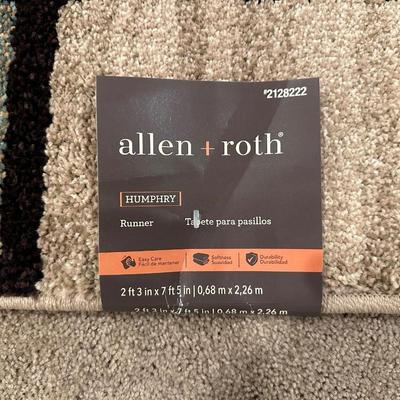 #2128222
allen + roth®
HUMPHRY
Runner Tapete para pasillos
Easy Care Softness Durability
Fácil de Mantener Suavidad Durabilidad
2 ft 3 in x 7 ft 5 in | 0,68 m x 2,26 m
2 ft 3 in x 7 ft 5 in | 0,68 m x 2,26 m